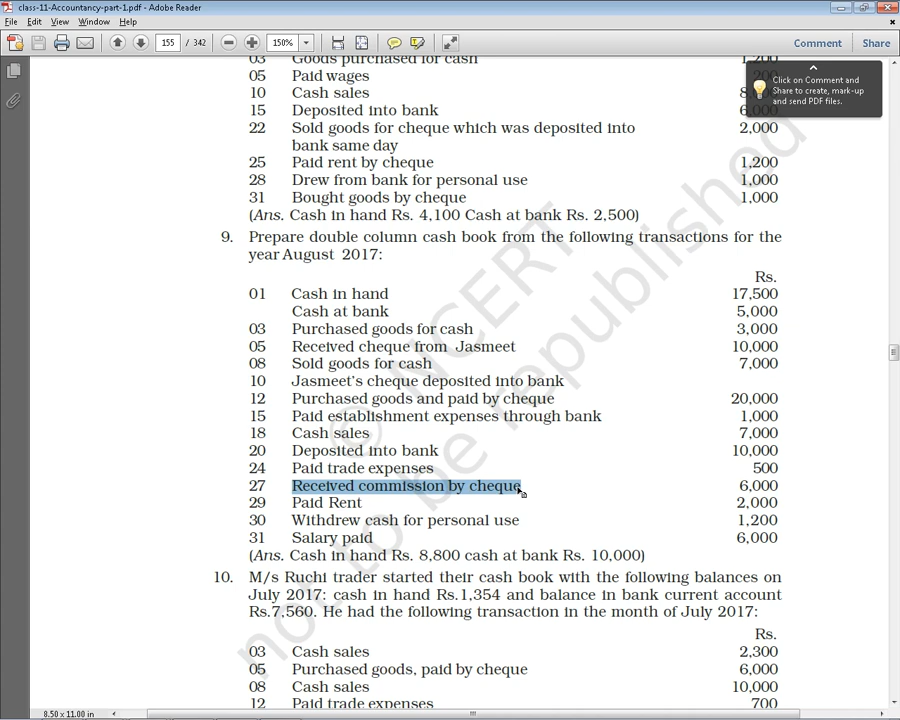 class-11-Accountancy-part-1.pdf - Adobe Reader
File Edit View Window Help
155 / 342 150% Comment Share
03 Goods purchased for cash 1,200
Click on Comment and
Share to create, mark-up
and send PDF files.
05 Paid wages 200
10 Cash sales
15 Deposited into bank 6,000
22 Sold goods for cheque which was deposited into 2,000
bank same day
25 Paid rent by cheque 1,200
28 Drew from bank for personal use 1,000
31 Bought goods by cheque 1,000
(Ans. Cash in hand Rs. 4,100 Cash at bank Rs. 2,500)
9. Prepare double column cash book from the following transactions for the
year August 2017:
Rs.
01 Cash in hand 17,500
Cash at bank 5,000
03 Purchased goods for cash 3,000
05 Received cheque from Jasmeet 10,000
08 Sold goods for cash 7,000
10 Jasmeet's cheque deposited into bank
12 Purchased goods and paid by cheque 20,000
15 Paid establishment expenses through bank 1,000
18 Cash sales 7,000
20 Deposited into bank 10,000
24 Paid trade expenses 500
27 Received commission by cheque 6,000
29 Paid Rent 2,000
30 Withdrew cash for personal use 1,200
31 Salary paid 6,000
(Ans. Cash in hand Rs. 8,800 cash at bank Rs. 10,000)
10. M/s Ruchi trader started their cash book with the following balances on
July 2017: cash in hand Rs.1,354 and balance in bank current account
Rs.7,560. He had the following transaction in the month of July 2017:
Rs.
03 Cash sales 2,300
05 Purchased goods, paid by cheque 6,000
08 Cash sales 10,000
12 Paid trade expenses 700
© NCERT
not to be republished
8.50 x 11.00 in